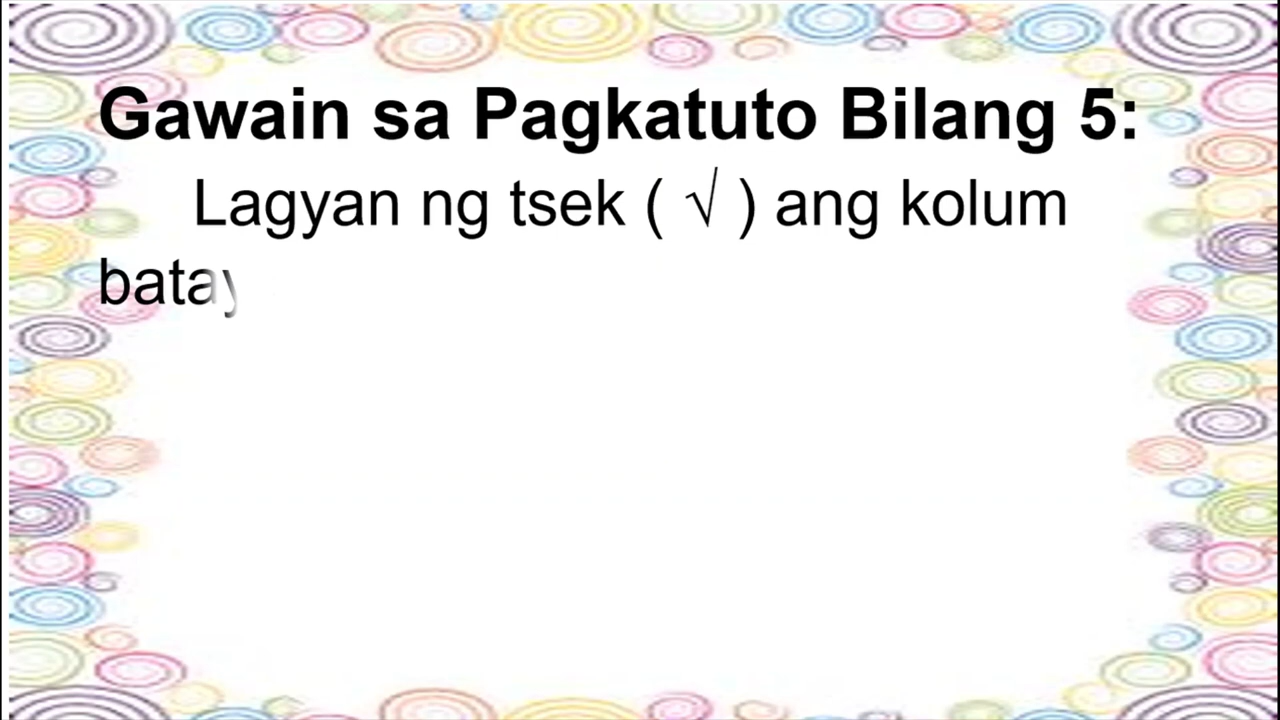 Gawain sa Pagkatuto Bilang 5:
Lagyan ng tsek ( √ ) ang kolum
batay